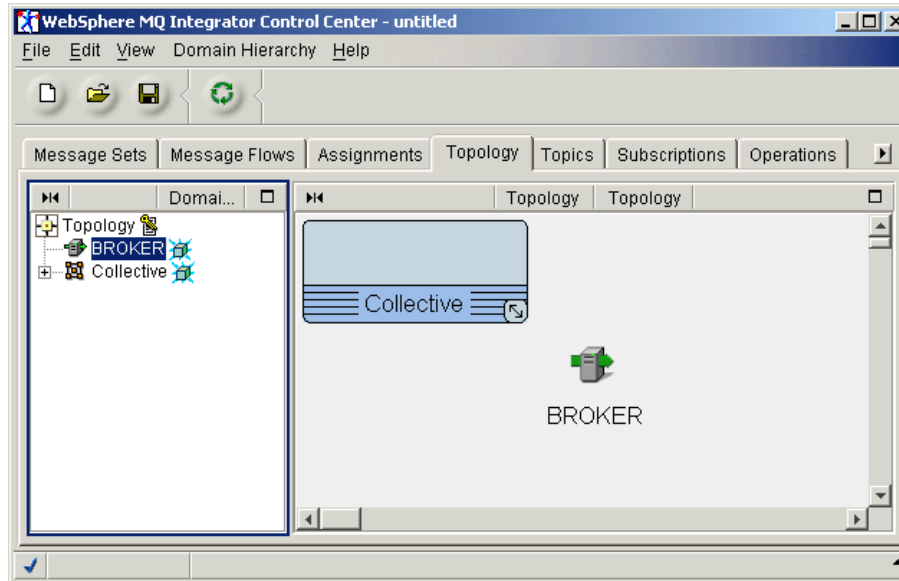 WebSphere MQ Integrator Control Center - untitled
File Edit View Domain Hierarchy Help
Message Sets Message Flows Assignments Topology Topics Subscriptions Operations
Domai... Topology Topology
Topology
BROKER
Collective
Collective
BROKER